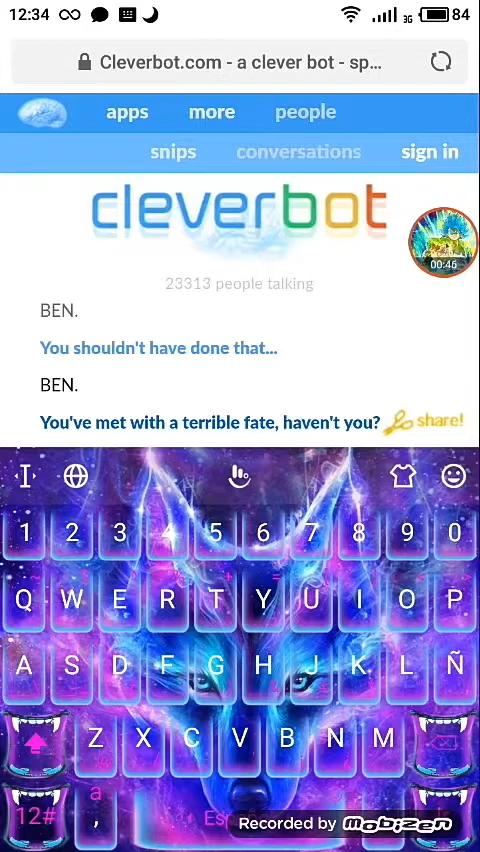 12:34 3G 84
Cleverbot.com - a clever bot - sp...
apps more people
snips conversations sign in
cleverbot
00:46
23313 people talking
BEN.
You shouldn't have done that...
BEN.
You've met with a terrible fate, haven't you? share!
1 2 3 4 5 6 7 8 9 0
Q W E R T Y U I O P
A S D F G H J K L Ñ
Z X C V B N M
12# a , Esp
Recorded by MOBIZEN